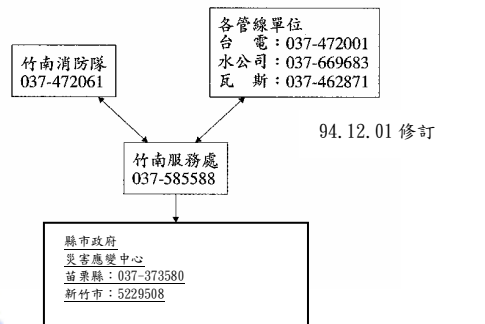 各管線單位
台　電：037-472001
水公司：037-669683
瓦　斯：037-462871
竹南消防隊
037-472061
94.12.01 修訂
竹南服務處
037-585588
縣市政府
災害應變中心
苗栗縣：037-373580
新竹市：5229508